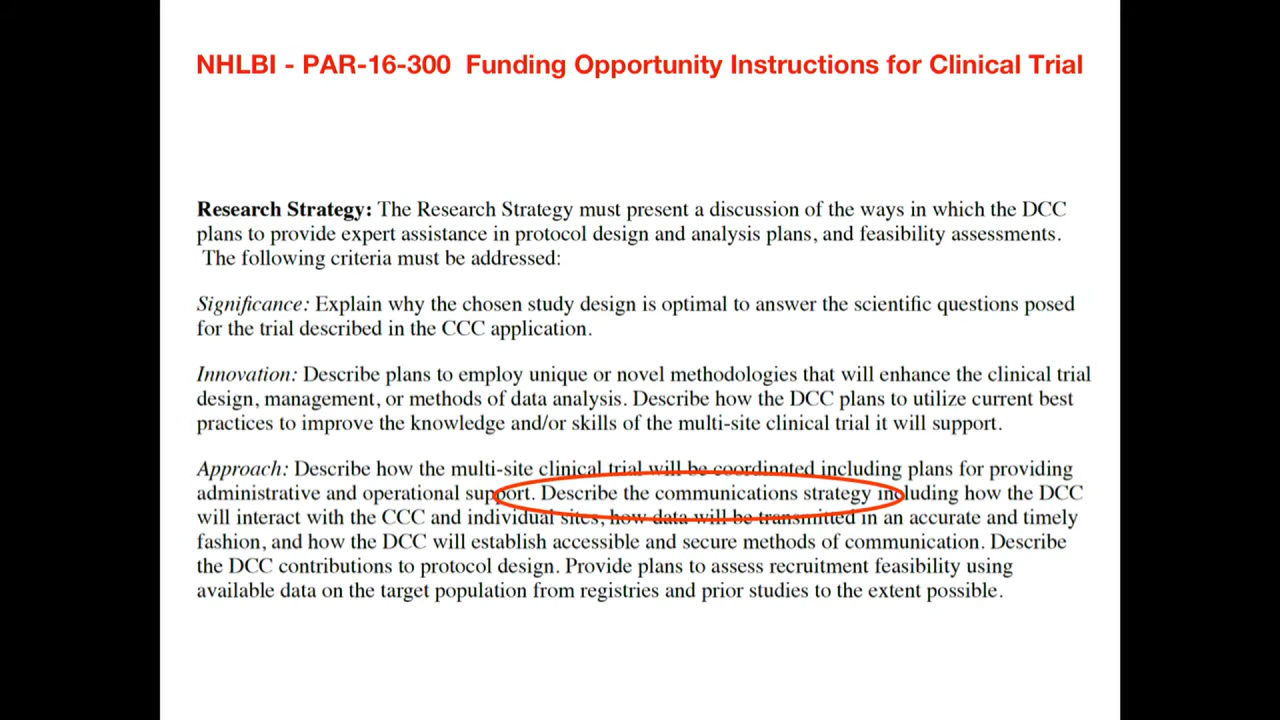 NHLBI - PAR-16-300 Funding Opportunity Instructions for Clinical Trial
Research Strategy: The Research Strategy must present a discussion of the ways in which the DCC
plans to provide expert assistance in protocol design and analysis plans, and feasibility assessments.
The following criteria must be addressed:
Significance: Explain why the chosen study design is optimal to answer the scientific questions posed
for the trial described in the CCC application.
Innovation: Describe plans to employ unique or novel methodologies that will enhance the clinical trial
design, management, or methods of data analysis. Describe how the DCC plans to utilize current best
practices to improve the knowledge and/or skills of the multi-site clinical trial it will support.
Approach: Describe how the multi-site clinical trial will be coordinated including plans for providing
administrative and operational support. Describe the communications strategy including how the DCC
will interact with the CCC and individual sites, how data will be transmitted in an accurate and timely
fashion, and how the DCC will establish accessible and secure methods of communication. Describe
the DCC contributions to protocol design. Provide plans to assess recruitment feasibility using
available data on the target population from registries and prior studies to the extent possible.